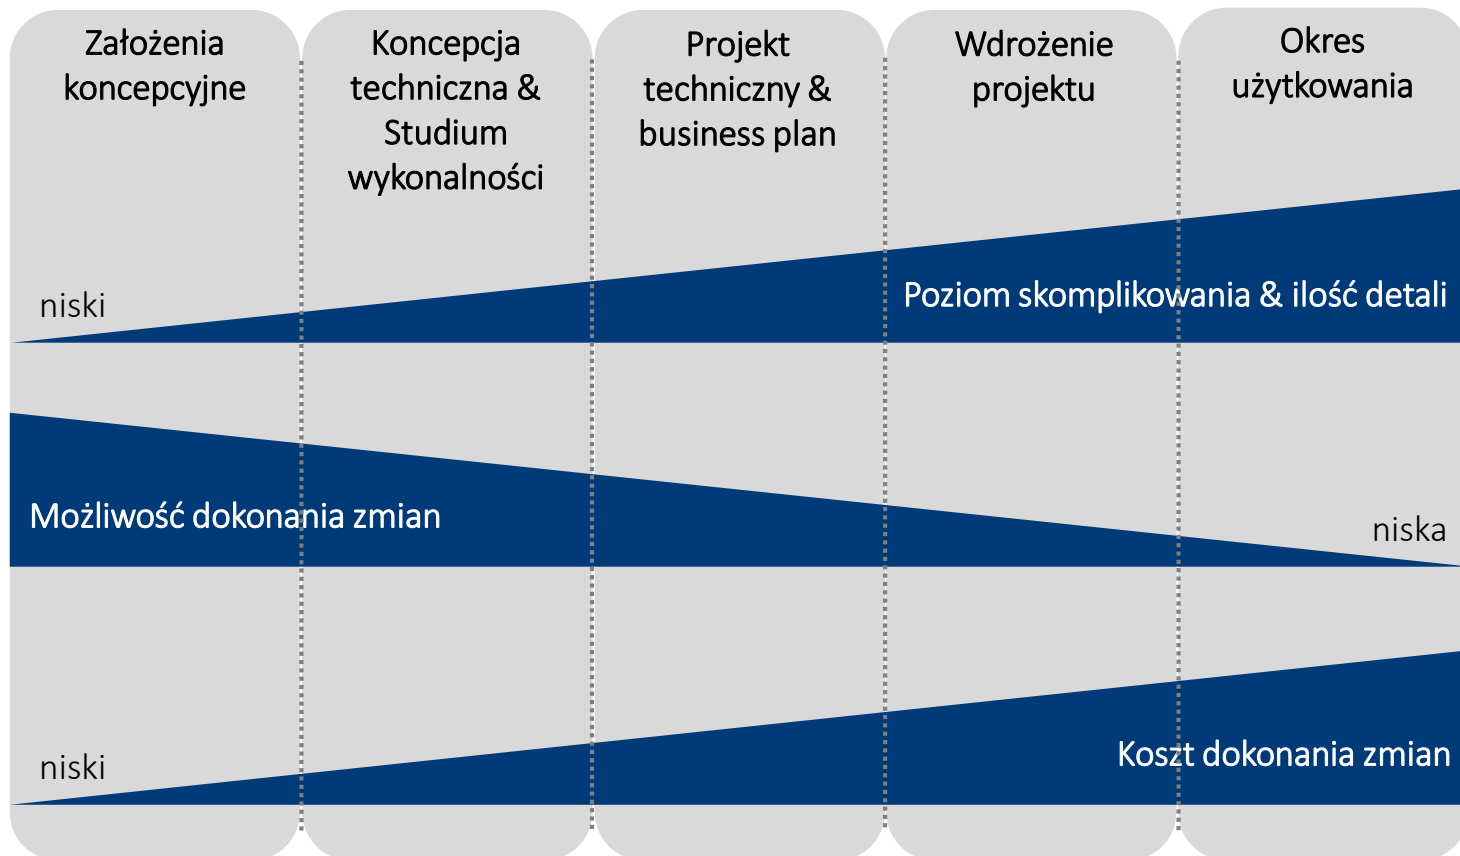 Założenia
koncepcyjne
Koncepcja
techniczna &
Studium
wykonalności
Projekt
techniczny &
business plan
Wdrożenie
projektu
Okres
użytkowania
niski
Poziom skomplikowania & ilość detali
Możliwość dokonania zmian
niska
niski
Koszt dokonania zmian